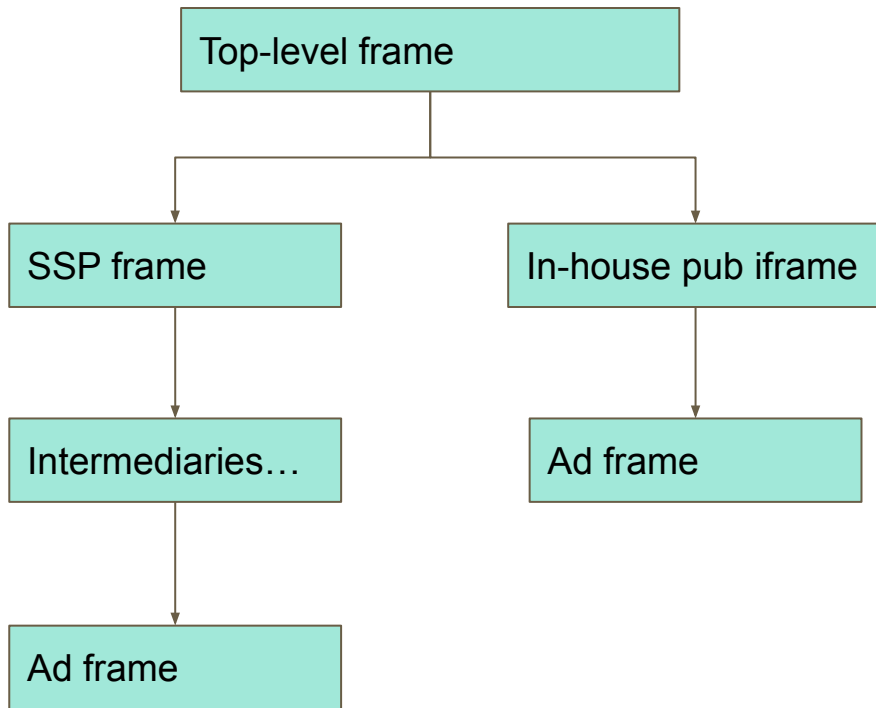 Top-level frame
SSP frame
In-house pub iframe
Intermediaries…
Ad frame
Ad frame